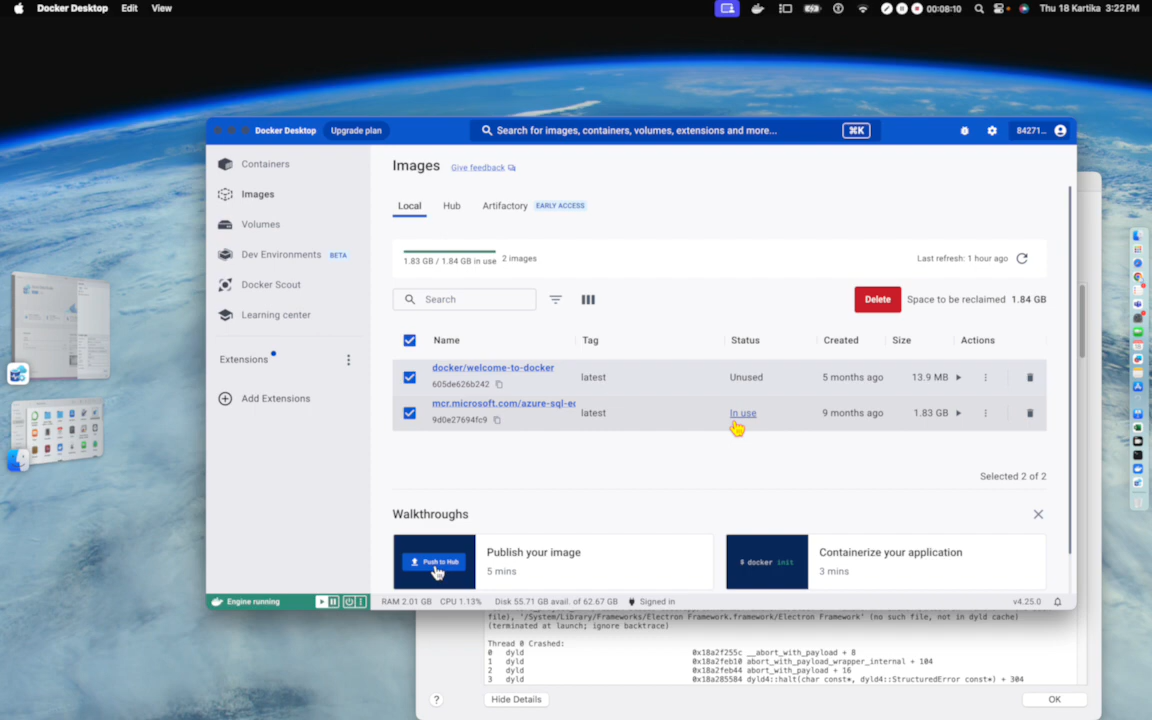 Docker Desktop Edit View
00:08:10 Thu 18 Kartika 3:22 PM
Docker Desktop Upgrade plan Search for images, containers, volumes, extensions and more... ⌘K 84271...
Containers
Images
Volumes
Dev Environments BETA
Docker Scout
Learning center
Extensions
Add Extensions
Images Give feedback
Local Hub Artifactory EARLY ACCESS
1.83 GB / 1.84 GB in use 2 images Last refresh: 1 hour ago
Search Delete Space to be reclaimed 1.84 GB
Name Tag Status Created Size Actions
docker/welcome-to-docker
605de626b242 latest Unused 5 months ago 13.9 MB
mcr.microsoft.com/azure-sql-ed
9d0e27694fc9 latest In use 9 months ago 1.83 GB
Selected 2 of 2
Walkthroughs
Push to Hub Publish your image
5 mins
$ docker init Containerize your application
3 mins
Engine running RAM 2.01 GB CPU 1.13% Disk 55.71 GB avail. of 62.67 GB Signed in v4.25.0
file), '/System/Library/Frameworks/Electron Framework.framework/Electron Framework' (no such file, not in dyld cache)
(terminated at launch; ignore backtrace)
Thread 0 Crashed:
0 dyld 0x18a2f255c __abort_with_payload + 8
1 dyld 0x18a2feb10 abort_with_payload_wrapper_internal + 104
2 dyld 0x18a2feb44 abort_with_payload + 16
3 dyld 0x18a285584 dyld4::halt(char const*, dyld4::StructuredError const*) + 304
? Hide Details OK